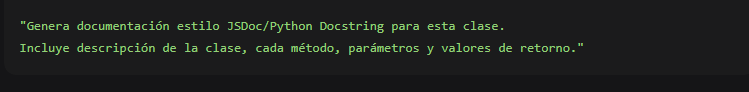 "Genera documentación estilo JSDoc/Python Docstring para esta clase.
Incluye descripción de la clase, cada método, parámetros y valores de retorno."